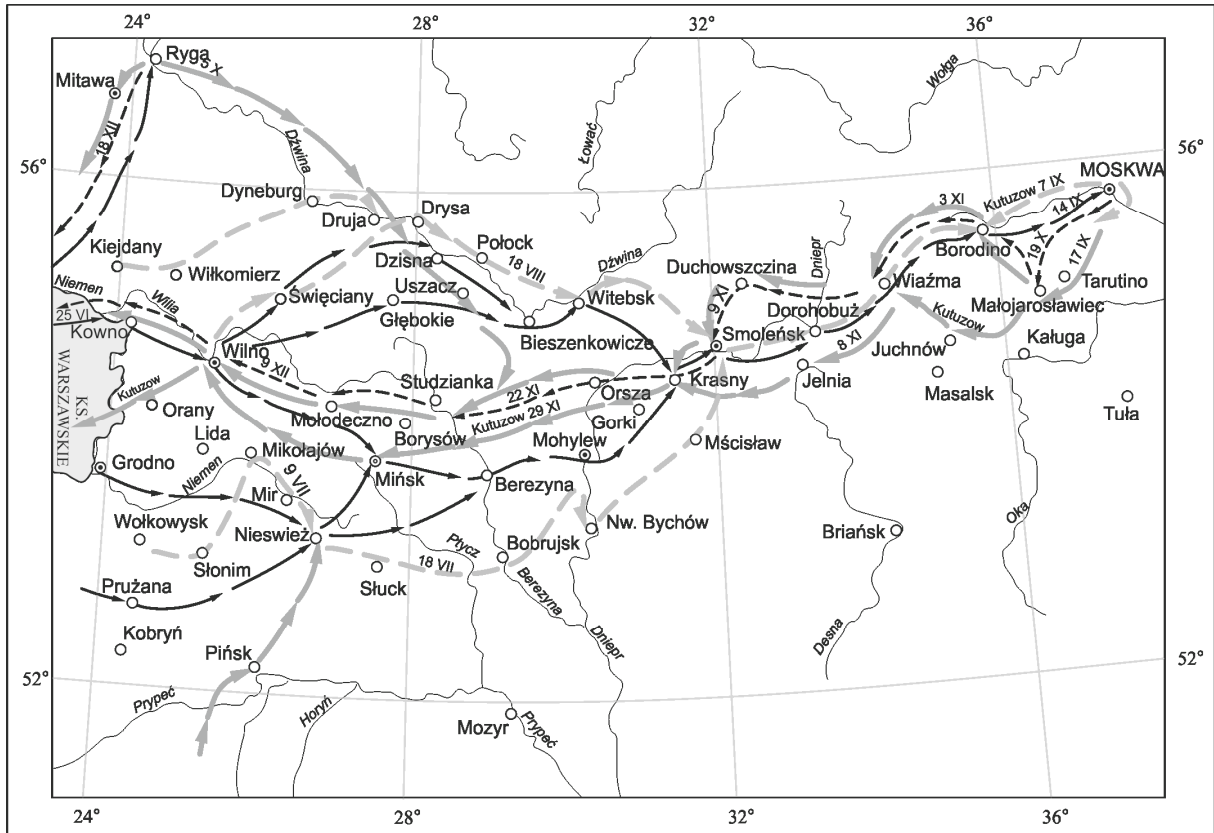 24°
28°
32°
36°
Ryga
5 X
Mitawa
18 XII
Dźwina
Łować
Wołga
56°
56°
MOSKWA
Dyneburg
Druja
Drysa
3 XI
Kutuzow 7 IX
14 IX
Kiejdany
Wiłkomierz
Połock
18 VIII
Dzisna
Dźwina
Duchowszczina
Dniepr
Borodino
19 X
17 IX
Tarutino
Niemen
Wilia
25 VI
Kowno
Święciany
Uszacz
Głębokie
Witebsk
9 XI
Wiaźma
Małojarosławiec
Dorohobuż
Smoleńsk
Bieszenkowicze
Kutuzow
8 XI
Juchnów
Kaługa
Wilno
9 XII
Studzianka
22 XI
Orsza
Krasny
Jelnia
Masalsk
KS.
WARSZAWSKIE
Kutuzow
Orany
Mołodeczno
Borysów
Kutuzow 29 XI
Gorki
Tuła
Lida
Mikołajów
Mohylew
Mścisław
Grodno
Niemen
9 VII
Mińsk
Berezyna
Mir
Wołkowysk
Nieswież
Nw. Bychów
Oka
Briańsk
Ptycz
Bobrujsk
Słonim
18 VII
Słuck
Prużana
Berezyna
Kobryń
Dniepr
Desna
Pińsk
52°
52°
Prypeć
Horyń
Mozyr
Prypeć
24°
28°
32°
36°